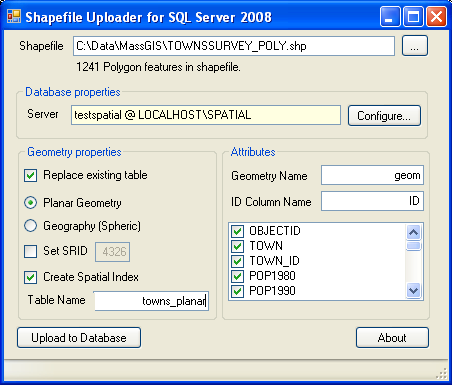 Shapefile Uploader for SQL Server 2008
Shapefile C:\Data\MassGIS\TOWNSSURVEY_POLY.shp ...
1241 Polygon features in shapefile.
Database properties
Server testspatial @ LOCALHOST\SPATIAL Configure...
Geometry properties
Replace existing table
Planar Geometry
Geography (Spheric)
Set SRID 4326
Create Spatial Index
Table Name towns_planar
Attributes
Geometry Name geom
ID Column Name ID
OBJECTID
TOWN
TOWN_ID
POP1980
POP1990
Upload to Database
About